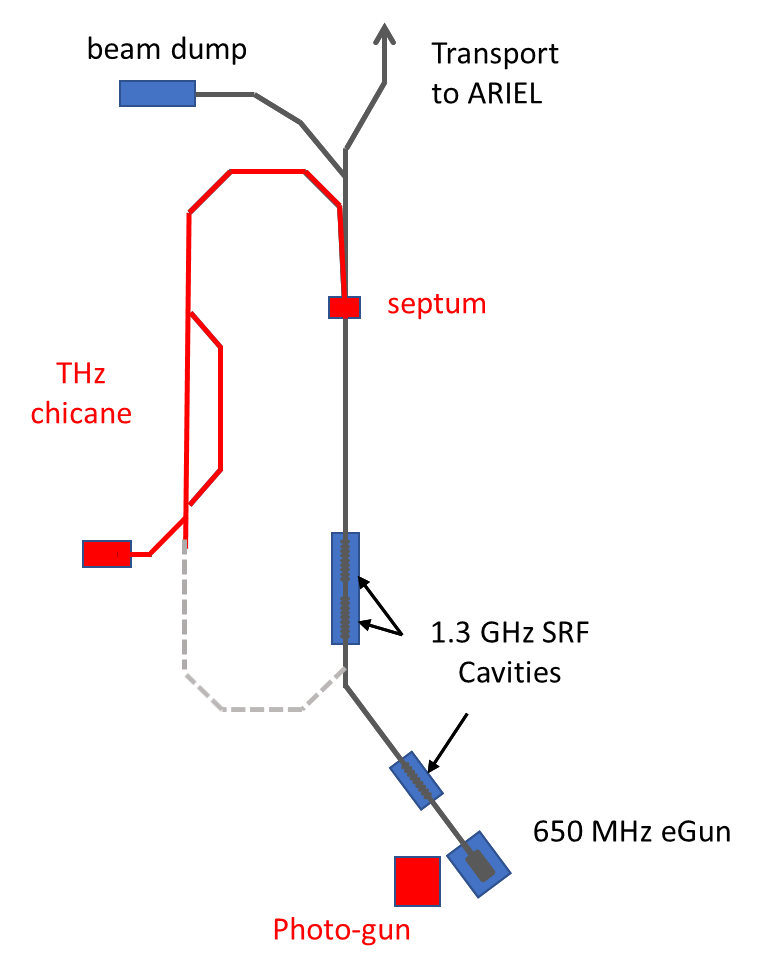 beam dump
Transport
to ARIEL
septum
THz
chicane
1.3 GHz SRF
Cavities
650 MHz eGun
Photo-gun